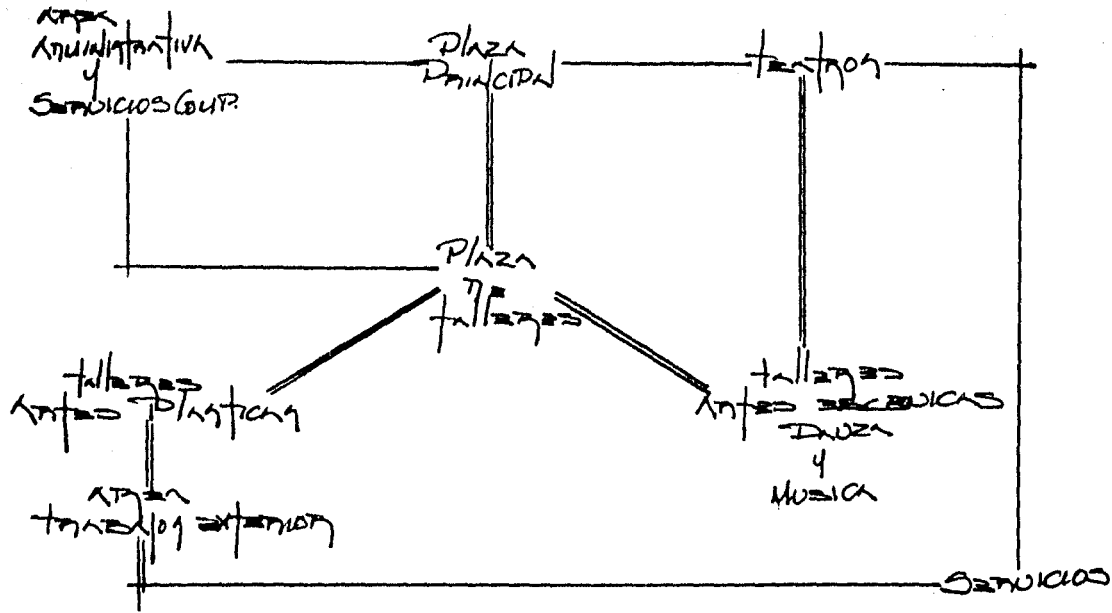 AREA
ADMINISTRATIVA
Y
SERVICIOS COMP.
PLAZA
PRINCIPAL
TEATROS
PLAZA
DE
TALLERES
TALLERES
ARTES PLASTICAS
TALLERES
ARTES ESCENICAS
DANZA
Y
MUSICA
AREA
TRABAJOS EXTERIOR
SERVICIOS